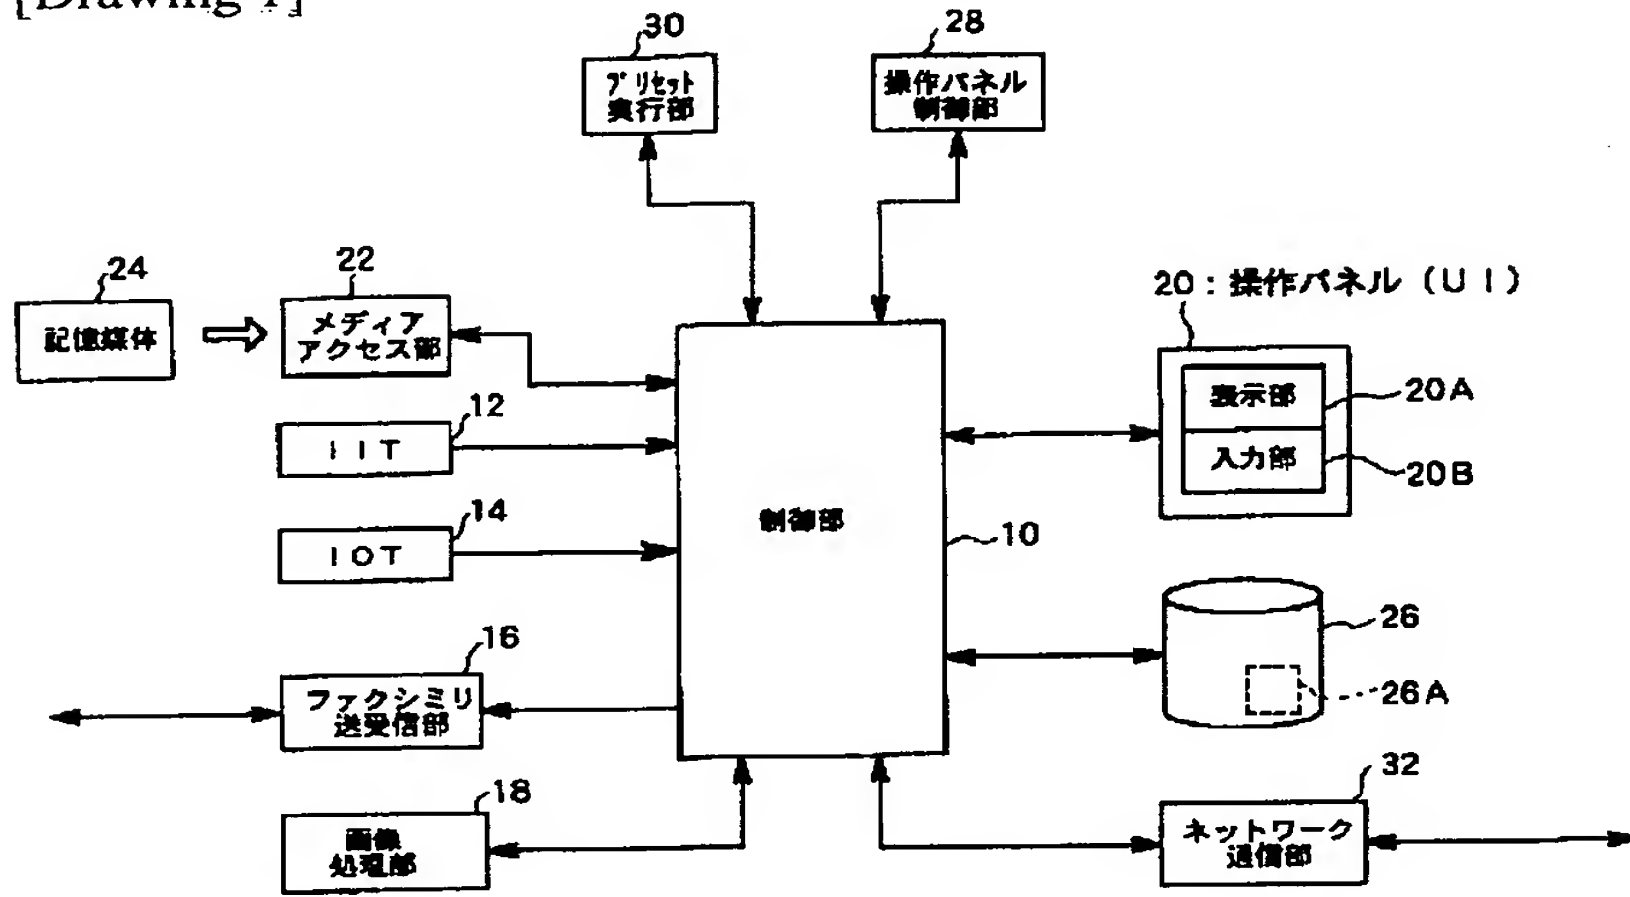 [Drawing 1]
30
28
プリセット
実行部
操作パネル
制御部
24
22
20：操作パネル（UI）
記憶媒体
メディア
アクセス部
表示部
20A
12
IIT
入力部
20B
14
制御部
10
IOT
26
16
ファクシミリ
送受信部
26A
32
18
画像
処理部
ネットワーク
通信部